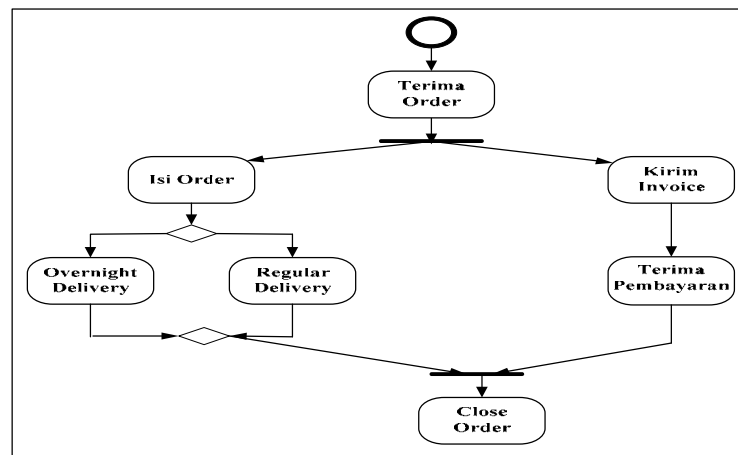 Terima
Order
Isi Order
Kirim
Invoice
Overnight
Delivery
Regular
Delivery
Terima
Pembayaran
Close
Order